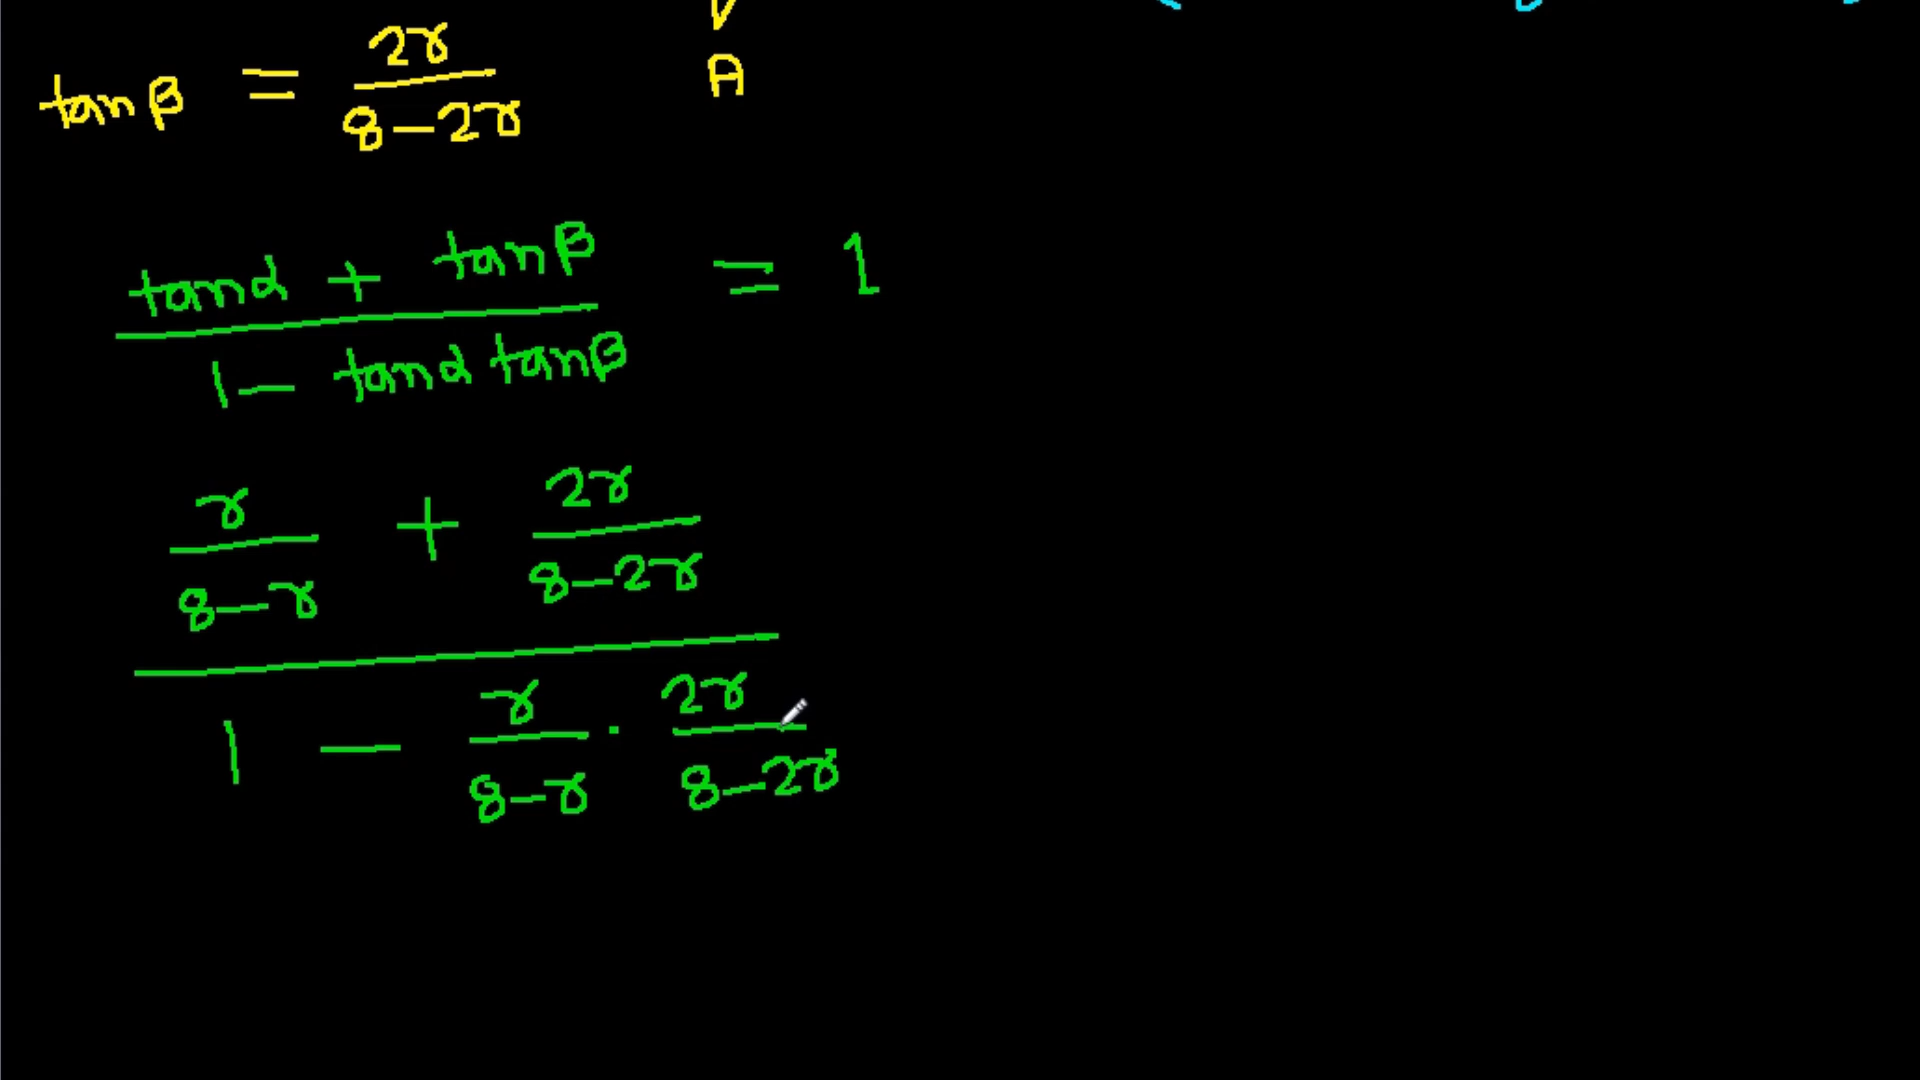 tanβ = 2r / 8-2r
A
tanα + tanβ / 1 - tanα tanβ = 1
r / 8-r + 2r / 8-2r
1 - r / 8-r · 2r / 8-2r